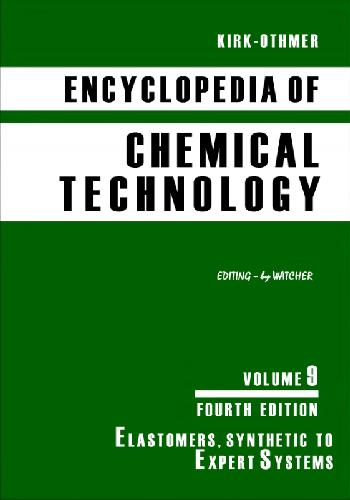 KIRK-OTHMER
ENCYCLOPEDIA OF
CHEMICAL
TECHNOLOGY
EDITING - by WATCHER
VOLUME 9
FOURTH EDITION
ELASTOMERS, SYNTHETIC TO
EXPERT SYSTEMS